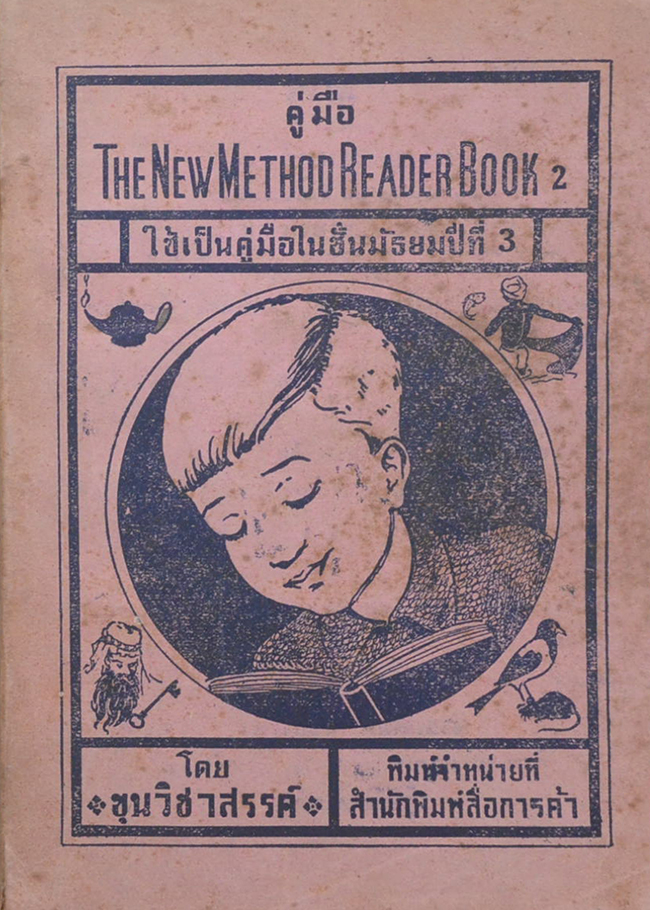 คู่มือ
THE NEW METHOD READER BOOK 2
ใช้เป็นคู่มือในชั้นมัธยมปีที่ 3
โดย
ขุนวิชาสรรค์
พิมพ์จำหน่ายที่
สำนักพิมพ์สื่อการค้า